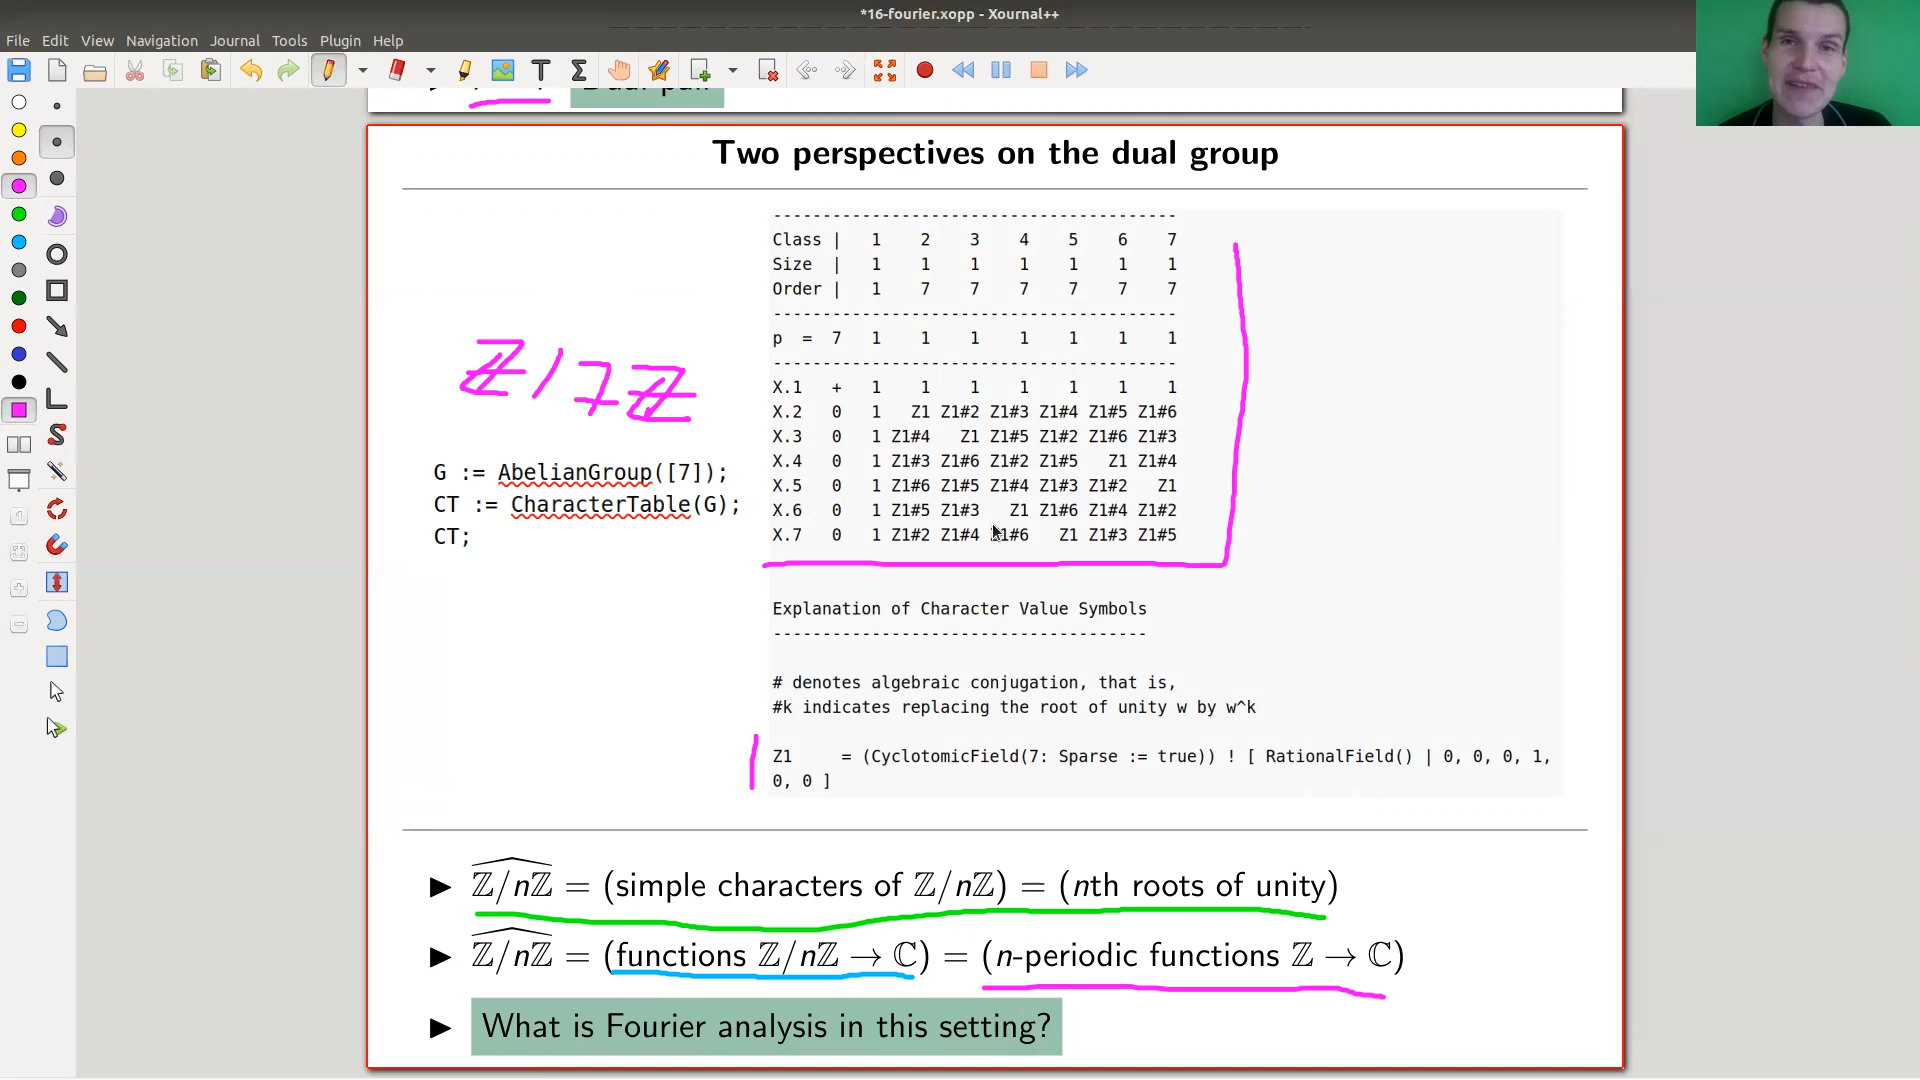 *16-fourier.xopp - Xournal++
File Edit View Navigation Journal Tools Plugin Help
Two perspectives on the dual group
-----------------------------------------
Class | 1 2 3 4 5 6 7
Size | 1 1 1 1 1 1 1
Order | 1 7 7 7 7 7 7
-----------------------------------------
p = 7 1 1 1 1 1 1 1
-----------------------------------------
X.1 + 1 1 1 1 1 1 1
X.2 0 1 Z1 Z1#2 Z1#3 Z1#4 Z1#5 Z1#6
X.3 0 1 Z1#4 Z1 Z1#5 Z1#2 Z1#6 Z1#3
X.4 0 1 Z1#3 Z1#6 Z1#2 Z1#5 Z1 Z1#4
X.5 0 1 Z1#6 Z1#5 Z1#4 Z1#3 Z1#2 Z1
X.6 0 1 Z1#5 Z1#3 Z1 Z1#6 Z1#4 Z1#2
X.7 0 1 Z1#2 Z1#4 Z1#6 Z1 Z1#3 Z1#5
ℤ/7ℤ
G := AbelianGroup([7]);
CT := CharacterTable(G);
CT;
Explanation of Character Value Symbols
--------------------------------------
# denotes algebraic conjugation, that is,
#k indicates replacing the root of unity w by w^k
Z1 = (CyclotomicField(7: Sparse := true)) ! [ RationalField() | 0, 0, 0, 1,
0, 0 ]
▶ \widehat{ℤ/nℤ} = (simple characters of ℤ/nℤ) = (nth roots of unity)
▶ \widehat{ℤ/nℤ} = (functions ℤ/nℤ → ℂ) = (n-periodic functions ℤ → ℂ)
▶ What is Fourier analysis in this setting?